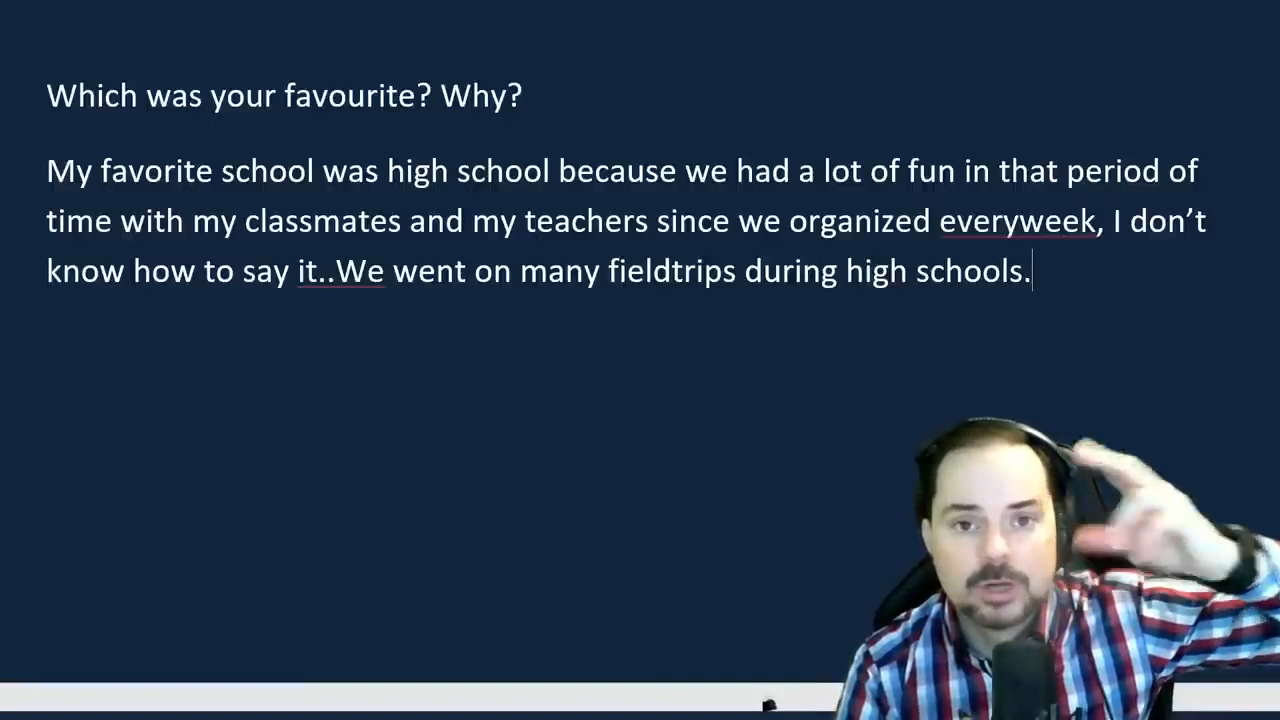 Which was your favourite? Why?
My favorite school was high school because we had a lot of fun in that period of
time with my classmates and my teachers since we organized everyweek, I don’t
know how to say it..We went on many fieldtrips during high schools.